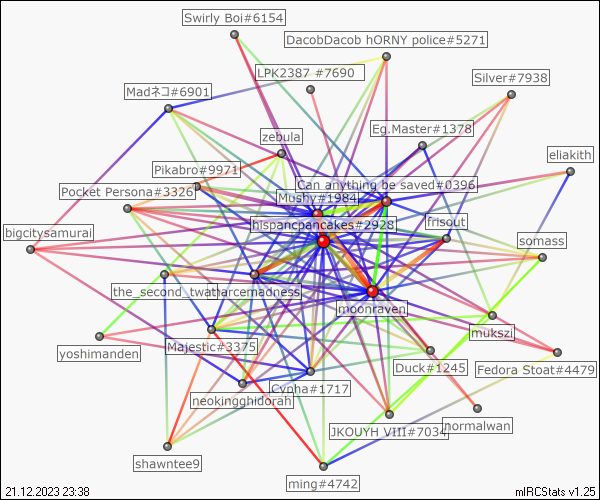 Swirly Boi#6154
DacobDacob hORNY police#5271
LPK2387 #7690
Silver#7938
Madネコ#6901
Eg.Master#1378
zebula
eliakith
Pikabro#9971
Can anything be saved#0396
Pocket Persona#3326
Mushy#1984
hispancpancakes#2928
frisout
bigcitysamurai
somass
the_second_twat
harcemadness
moonraven
mukszi
yoshimanden
Majestic#3375
Duck#1245
Fedora Stoat#4479
Cypha#1717
neokingghidorah
normalwan
JKOUYH VIII#7034
shawntee9
ming#4742
21.12.2023 23:38
mIRCStats v1.25